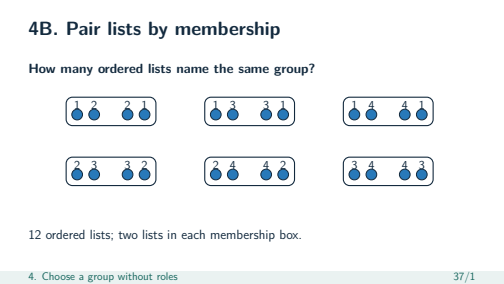 4B. Pair lists by membership
How many ordered lists name the same group?
1 2 2 1 1 3 3 1 1 4 4 1
2 3 3 2 2 4 4 2 3 4 4 3
12 ordered lists; two lists in each membership box.
4. Choose a group without roles 37/1